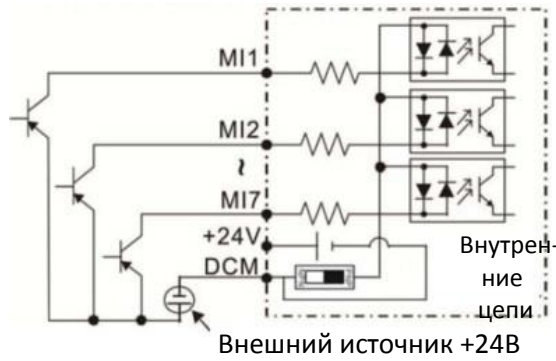 MI1
MI2
~
MI7
+24V
DCM
Внутрен-
ние
цепи
Внешний источник +24В